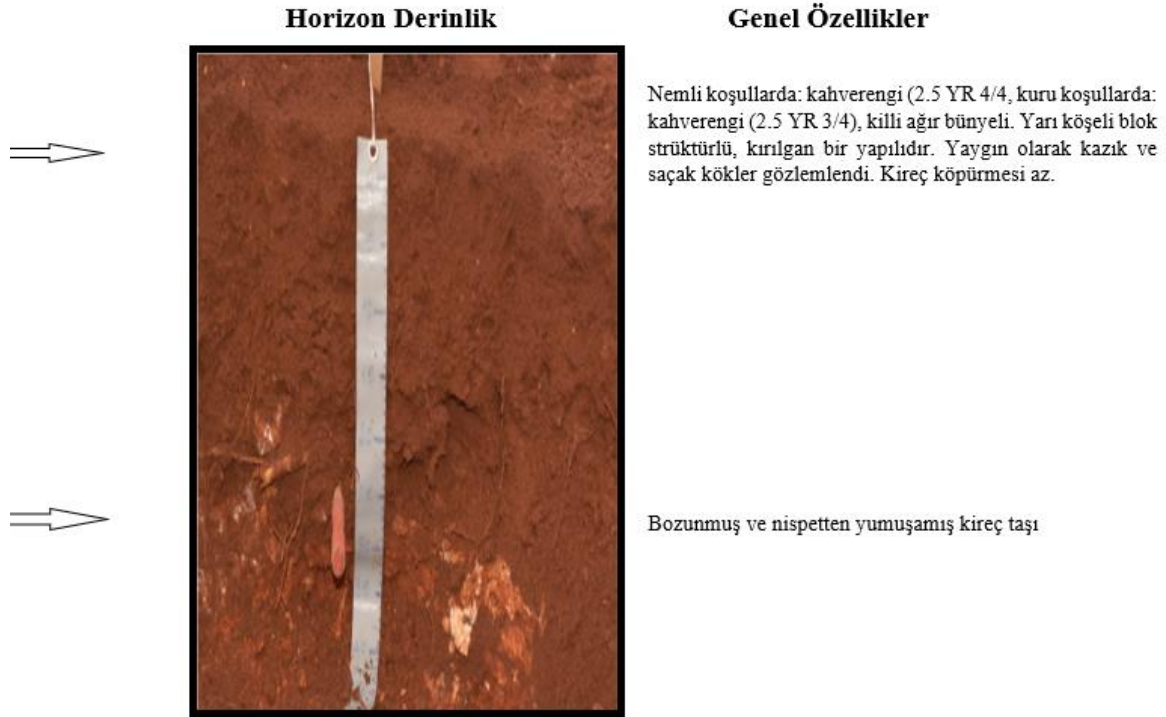 Horizon Derinlik
Genel Özellikler
Nemli koşullarda: kahverengi (2.5 YR 4/4, kuru koşullarda:
kahverengi (2.5 YR 3/4), killi ağır bünyeli. Yarı köşeli blok
strüktürlü, kırılgan bir yapılıdır. Yaygın olarak kazık ve
saçak kökler gözlemlendi. Kireç köpürmesi az.
Bozunmuş ve nispetten yumuşamış kireç taşı